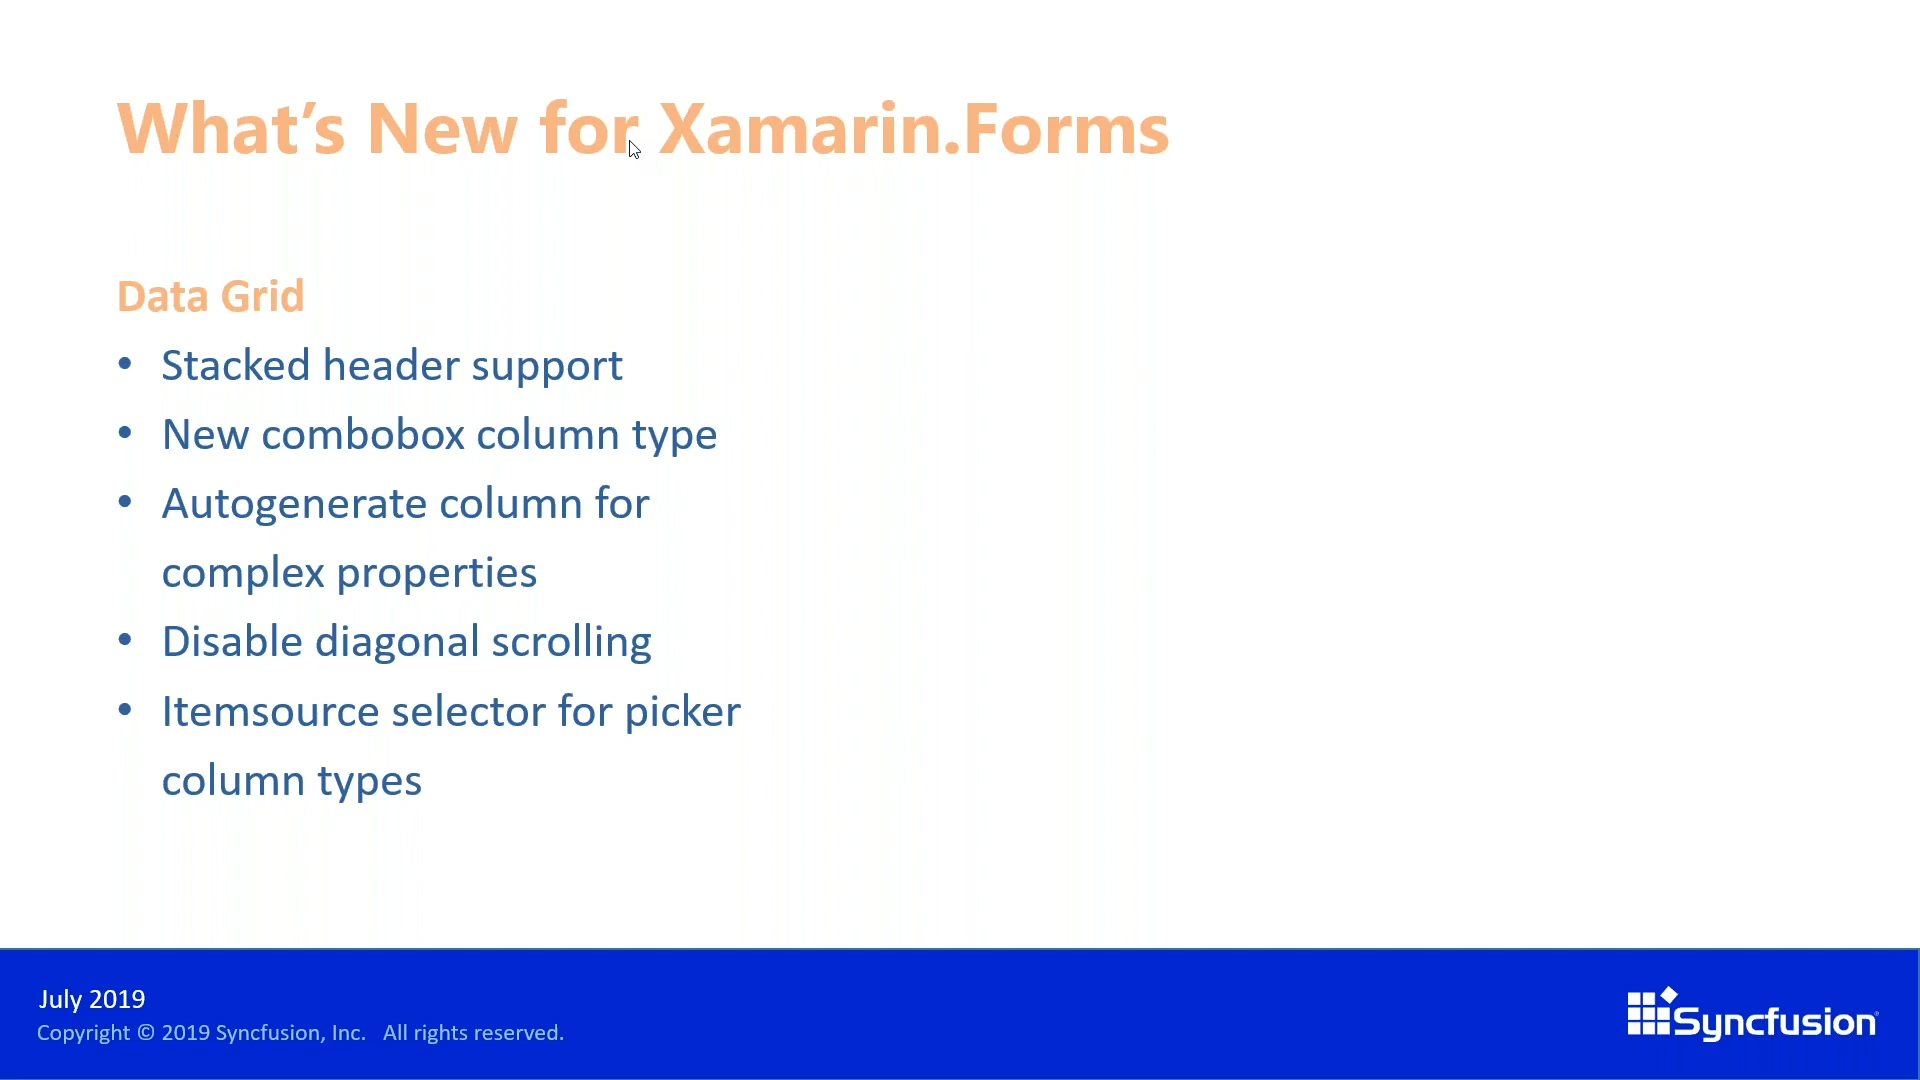 What’s New for Xamarin.Forms
Data Grid
• Stacked header support
• New combobox column type
• Autogenerate column for
complex properties
• Disable diagonal scrolling
• Itemsource selector for picker
column types
July 2019
Copyright © 2019 Syncfusion, Inc.   All rights reserved.
Syncfusion